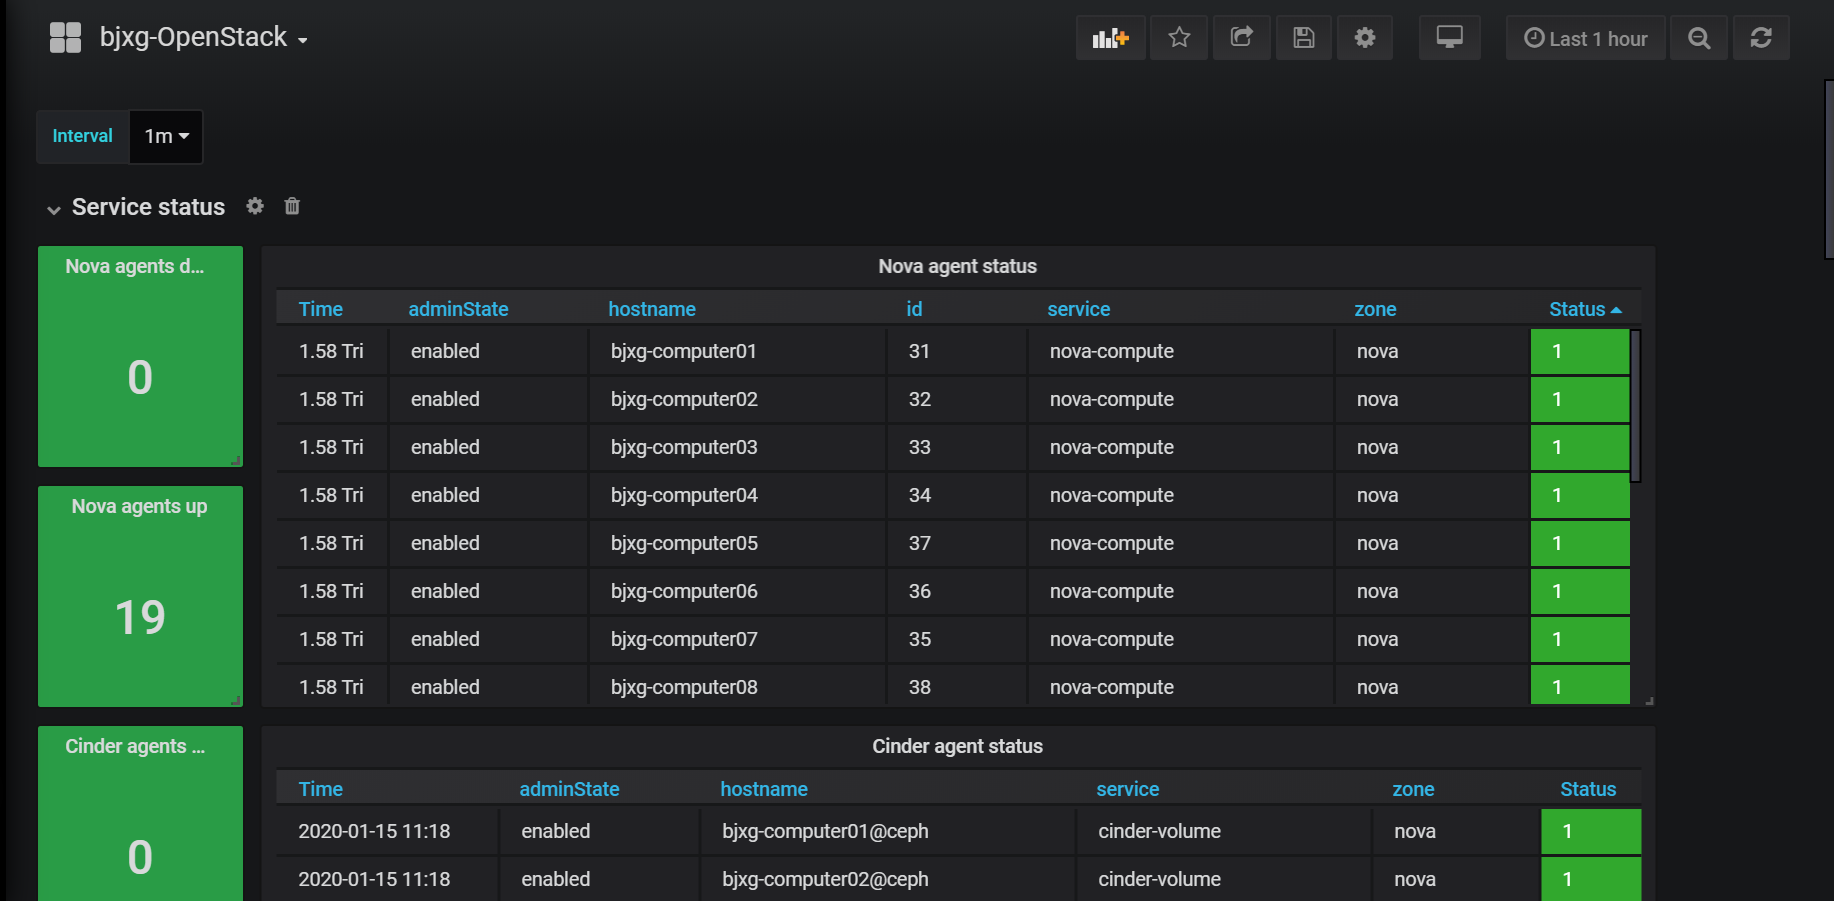 bjxg-OpenStack
Last 1 hour
Interval 1m
Service status
Nova agents d...
0
Nova agent status
Time adminState hostname id service zone Status
1.58 Tri enabled bjxg-computer01 31 nova-compute nova 1
1.58 Tri enabled bjxg-computer02 32 nova-compute nova 1
1.58 Tri enabled bjxg-computer03 33 nova-compute nova 1
1.58 Tri enabled bjxg-computer04 34 nova-compute nova 1
1.58 Tri enabled bjxg-computer05 37 nova-compute nova 1
1.58 Tri enabled bjxg-computer06 36 nova-compute nova 1
1.58 Tri enabled bjxg-computer07 35 nova-compute nova 1
1.58 Tri enabled bjxg-computer08 38 nova-compute nova 1
Nova agents up
19
Cinder agents ...
0
Cinder agent status
Time adminState hostname service zone Status
2020-01-15 11:18 enabled bjxg-computer01@ceph cinder-volume nova 1
2020-01-15 11:18 enabled bjxg-computer02@ceph cinder-volume nova 1